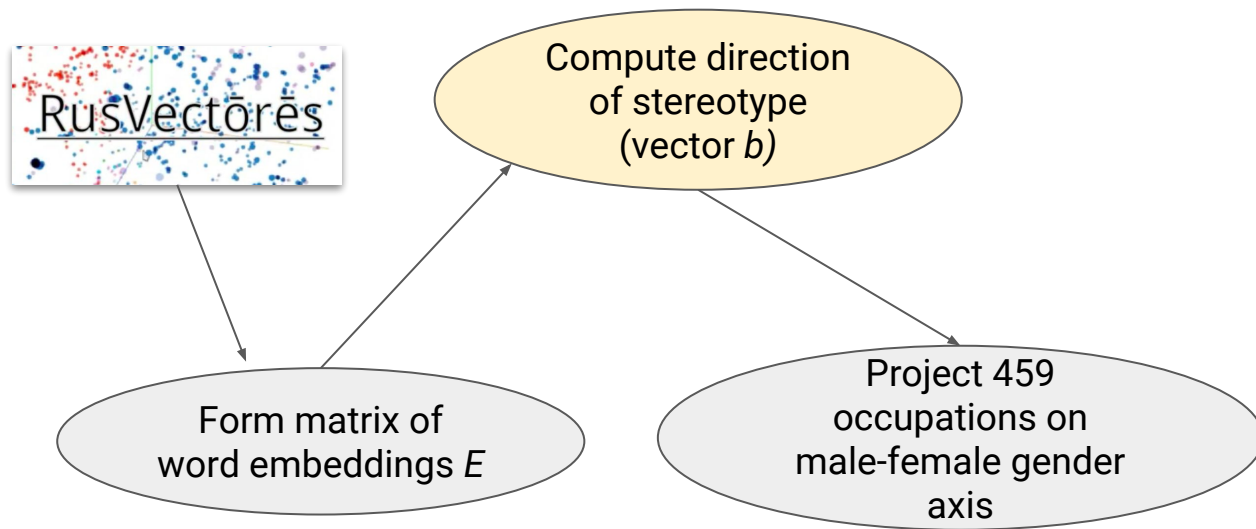 RusVectōrēs
Compute direction
of stereotype
(vector b)
Form matrix of
word embeddings E
Project 459
occupations on
male-female gender
axis